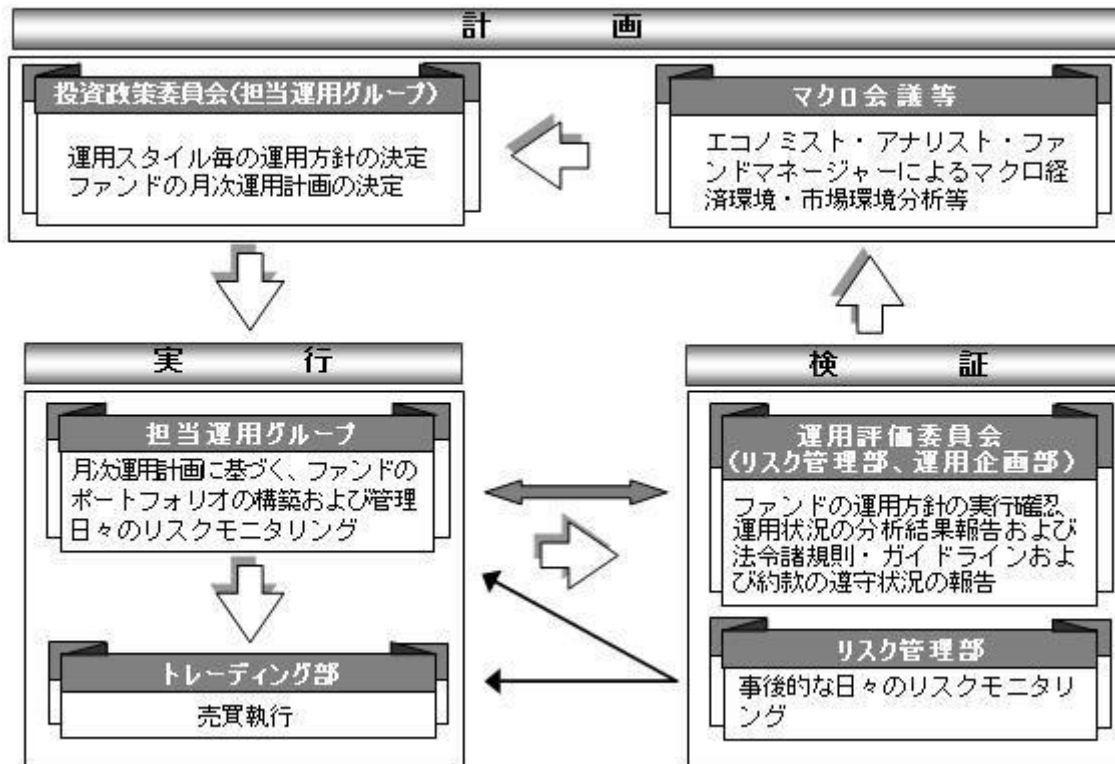 計 画
投資政策委員会(担当運用グループ)
運用スタイル毎の運用方針の決定
ファンドの月次運用計画の決定
マクロ会議等
エコノミスト・アナリスト・ファ
ンドマネージャーによるマクロ経
済環境・市場環境分析等
実 行
担当運用グループ
月次運用計画に基づく、ファンドの
ポートフォリオの構築および管理
日々のリスクモニタリング
トレーディング部
売買執行
検 証
運用評価委員会
(リスク管理部、運用企画部)
ファンドの運用方針の実行確認、
運用状況の分析結果報告および
法令諸規則・ガイドラインおよ
び約款の遵守状況の報告
リスク管理部
事後的な日々のリスクモニタリ
ング